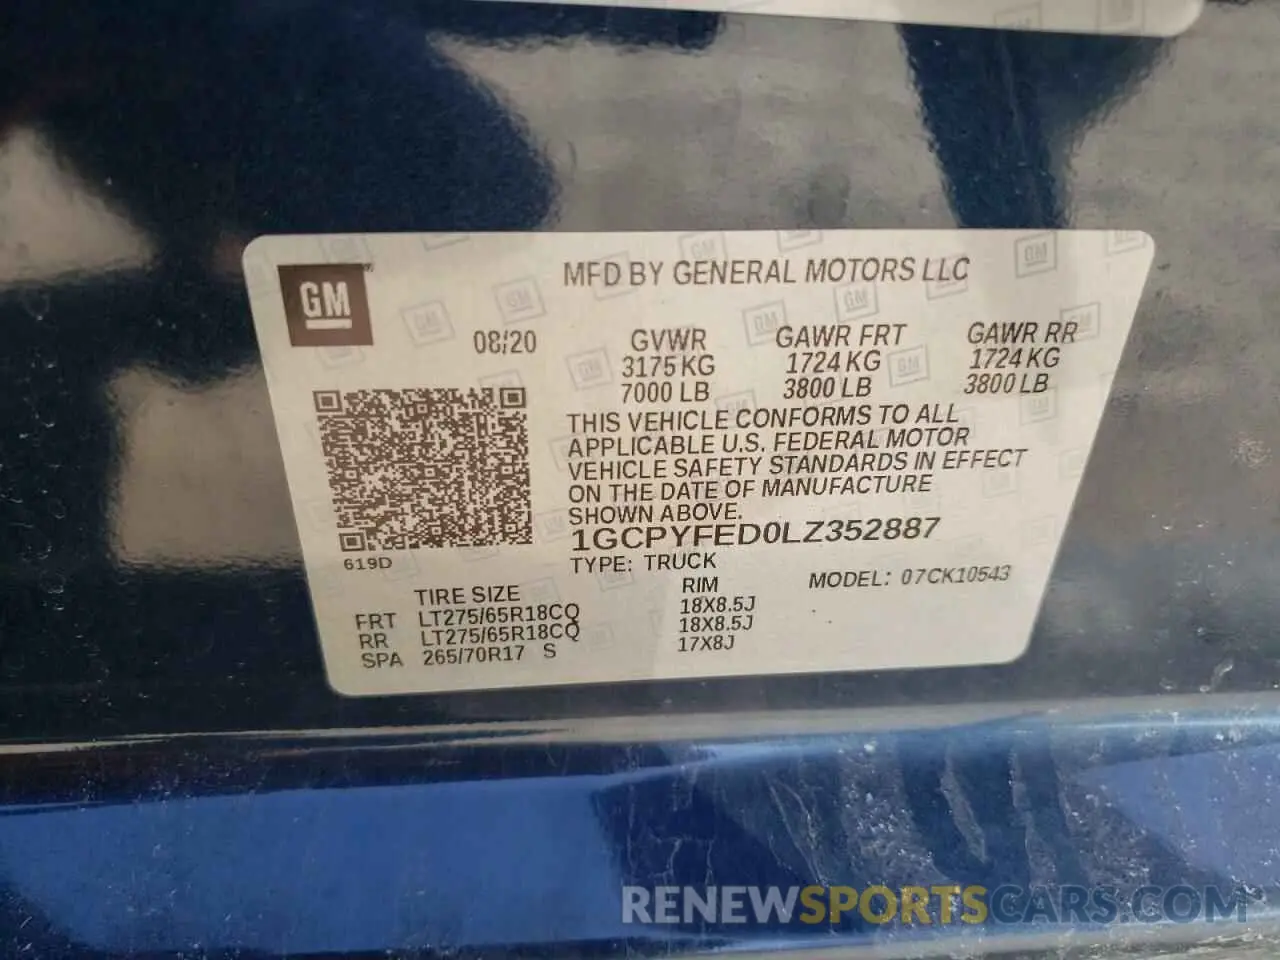 GM
MFD BY GENERAL MOTORS LLC
08/20 GVWR GAWR FRT GAWR RR
3175 KG 1724 KG 1724 KG
7000 LB 3800 LB 3800 LB
THIS VEHICLE CONFORMS TO ALL
APPLICABLE U.S. FEDERAL MOTOR
VEHICLE SAFETY STANDARDS IN EFFECT
ON THE DATE OF MANUFACTURE
SHOWN ABOVE.
1GCPYFED0LZ352887
619D
TYPE: TRUCK
MODEL: 07CK10543
TIRE SIZE RIM
FRT LT275/65R18CQ 18X8.5J
RR LT275/65R18CQ 18X8.5J
SPA 265/70R17 S 17X8J
RENEWSPORTSCARS.COM